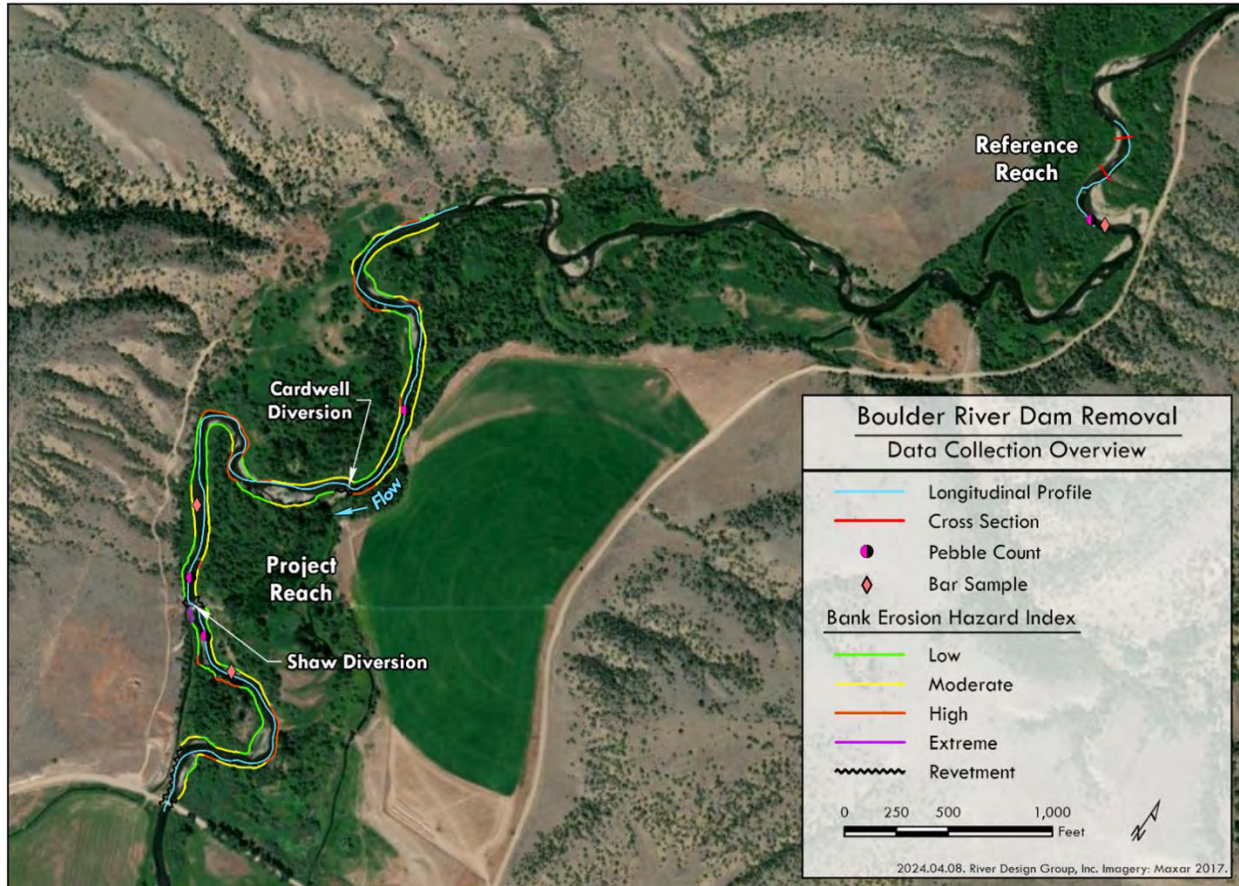 Reference
Reach
Cardwell
Diversion
Flow
Project
Reach
Shaw Diversion
Boulder River Dam Removal
Data Collection Overview
Longitudinal Profile
Cross Section
Pebble Count
Bar Sample
Bank Erosion Hazard Index
Low
Moderate
High
Extreme
Revetment
0 250 500 1,000
Feet
N
2024.04.08. River Design Group, Inc. Imagery: Maxar 2017.